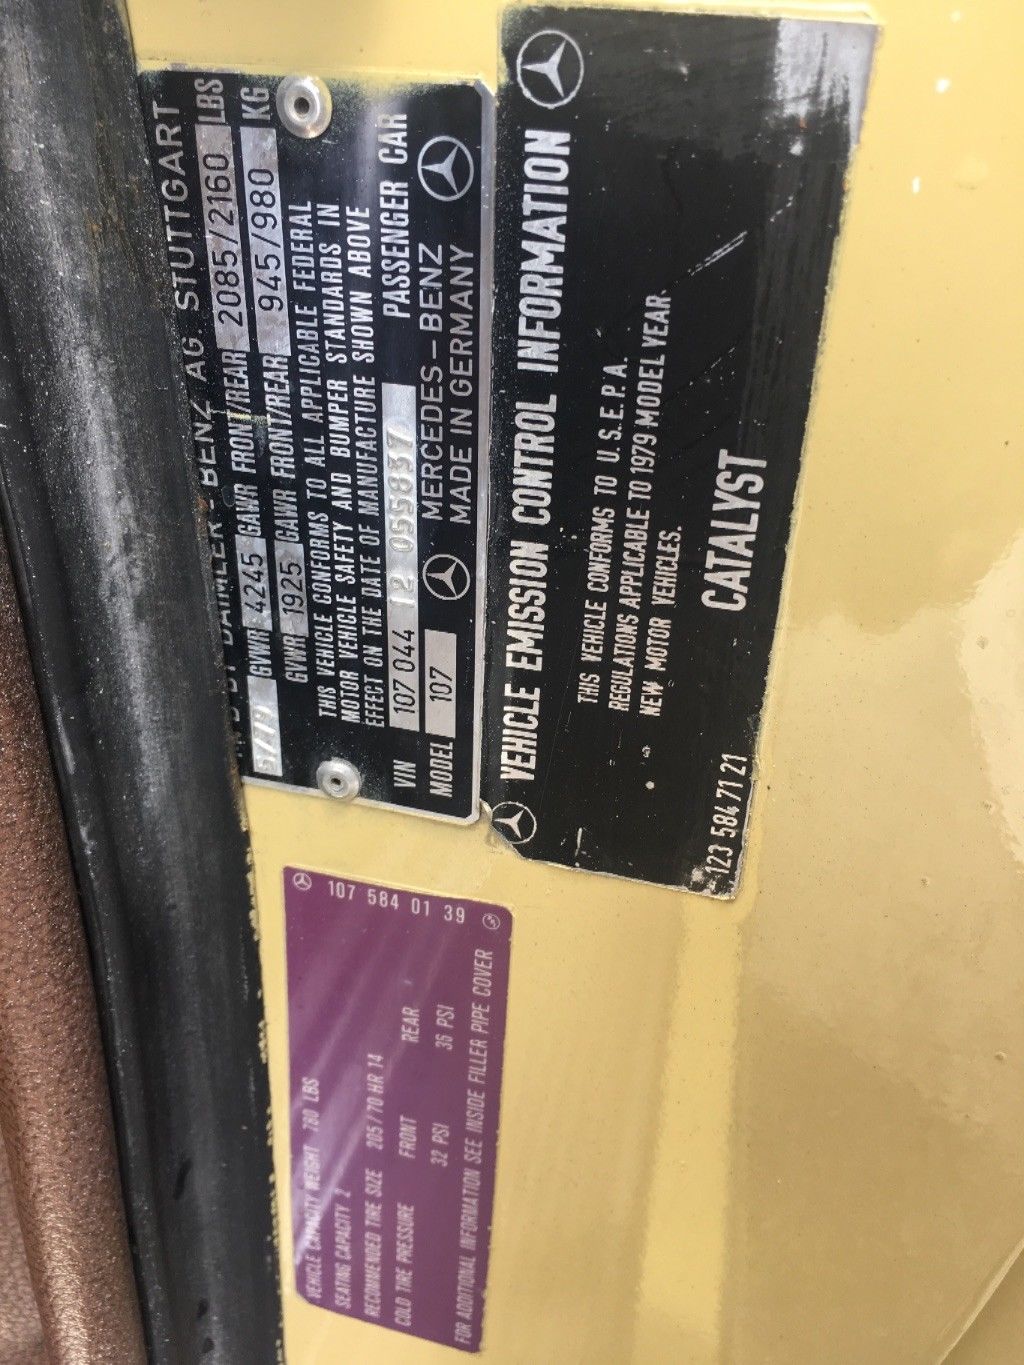 DAIMLER-BENZ AG. STUTTGART
GVWR 4245 GAWR FRONT/REAR 2085/2160 LBS
GVWR 1925 GAWR FRONT/REAR 945/980 KG
THIS VEHICLE CONFORMS TO ALL APPLICABLE FEDERAL
MOTOR VEHICLE SAFETY AND BUMPER STANDARDS IN
EFFECT ON THE DATE OF MANUFACTURE SHOWN ABOVE
VIN 107 044 12 055837 PASSENGER CAR
MODEL 107 MERCEDES-BENZ
MADE IN GERMANY
VEHICLE EMISSION CONTROL INFORMATION
THIS VEHICLE CONFORMS TO U.S.E.P.A.
REGULATIONS APPLICABLE TO 1979 MODEL YEAR
NEW MOTOR VEHICLES.
CATALYST
123 584 71 21
107 584 01 39
VEHICLE CAPACITY WEIGHT 760 LBS
SEATING CAPACITY 2
RECOMMENDED TIRE SIZE 205/70 HR 14
FRONT REAR
COLD TIRE PRESSURE 32 PSI 36 PSI
FOR ADDITIONAL INFORMATION SEE INSIDE FILLER PIPE COVER